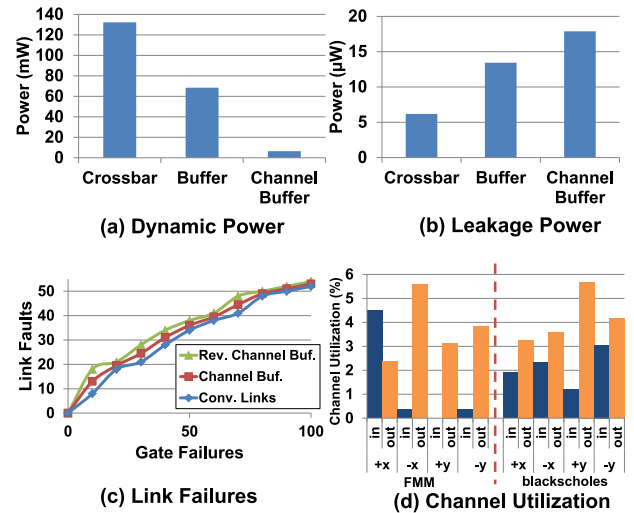 140
120
100
80
60
40
20
0
Power (mW)
Crossbar
Buffer
Channel
Buffer
(a) Dynamic Power
20
15
10
5
0
Power (μW)
Crossbar
Buffer
Channel
Buffer
(b) Leakage Power
50
40
30
20
10
0
Link Faults
Rev. Channel Buf.
Channel Buf.
Conv. Links
0
50
100
Gate Failures
(c) Link Failures
6
5
4
3
2
1
0
Channel Utilization (%)
in
out
in
out
in
out
in
out
in
out
in
out
in
out
in
out
+x
-x
+y
-y
+x
-x
+y
-y
FMM
blackscholes
(d) Channel Utilization